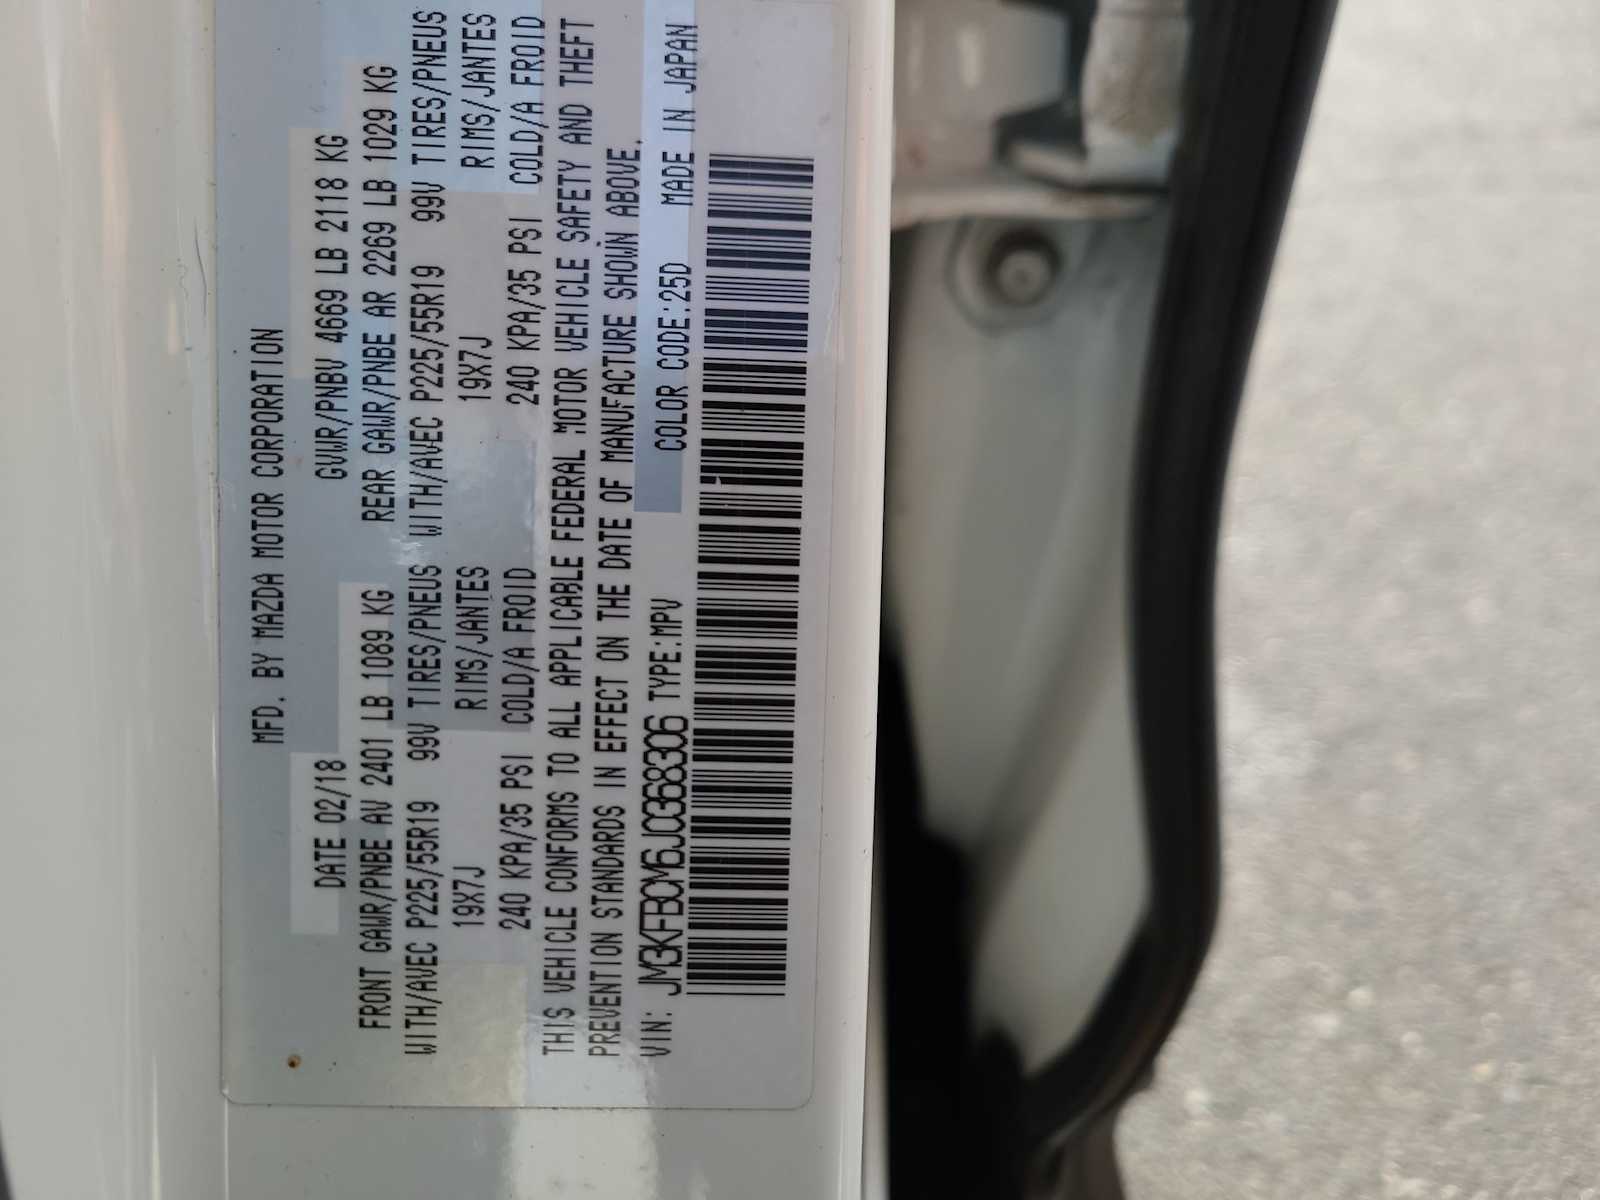 MFD. BY MAZDA MOTOR CORPORATION
DATE 02/18 GVWR/PNBV 4669 LB 2118 KG
FRONT GAWR/PNBE AV 2401 LB 1089 KG REAR GAWR/PNBE AR 2269 LB 1029 KG
WITH/AVEC P225/55R19 99V TIRES/PNEUS WITH/AVEC P225/55R19 99V TIRES/PNEUS
19X7J RIMS/JANTES 19X7J RIMS/JANTES
240 KPA/35 PSI COLD/A FROID 240 KPA/35 PSI COLD/A FROID
THIS VEHICLE CONFORMS TO ALL APPLICABLE FEDERAL MOTOR VEHICLE SAFETY AND THEFT
PREVENTION STANDARDS IN EFFECT ON THE DATE OF MANUFACTURE SHOWN ABOVE.
VIN: JM3KFBCM6J0368306 TYPE:MPV COLOR CODE:25D MADE IN JAPAN